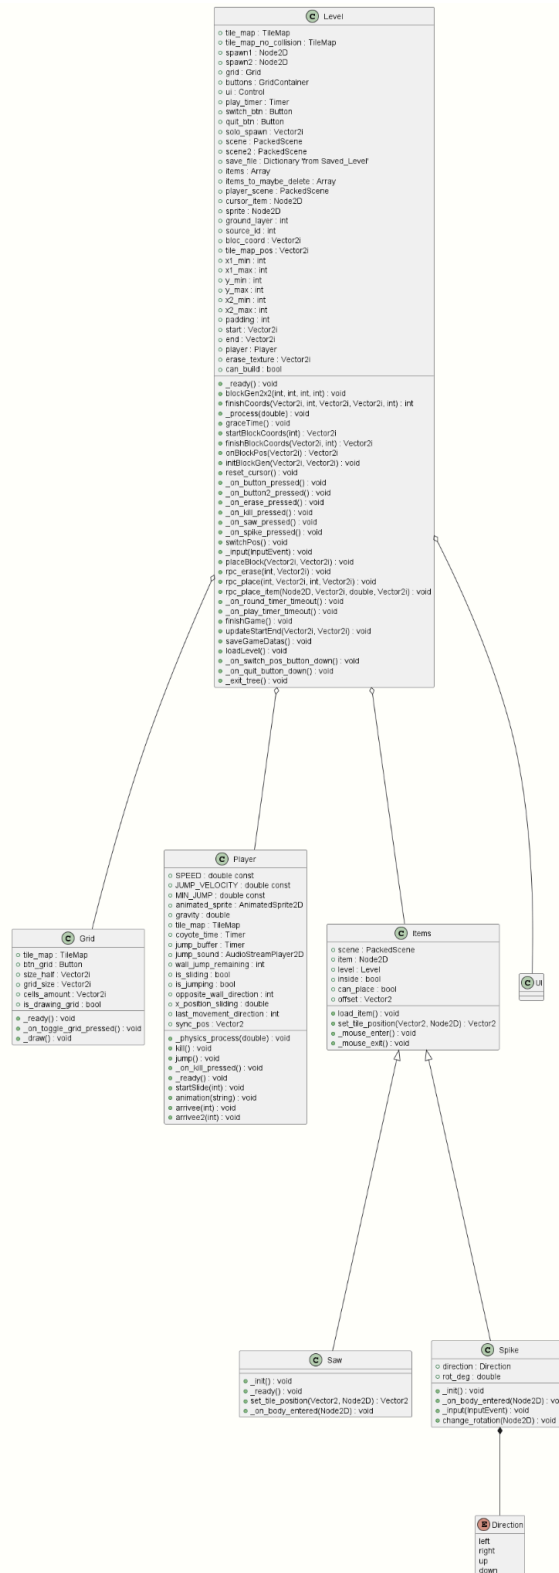 C Level
tile_map : TileMap
tile_map_no_collision : TileMap
spawn1 : Node2D
spawn2 : Node2D
grid : Grid
buttons : GridContainer
ui : Control
play_timer : Timer
switch_btn : Button
quit_btn : Button
solo_spawn : Vector2i
scene : PackedScene
scene2 : PackedScene
save_file : Dictionary 'from Saved_Level'
items : Array
items_to_maybe_delete : Array
player_scene : PackedScene
cursor_item : Node2D
sprite : Node2D
ground_layer : int
source_id : int
bloc_coord : Vector2i
tile_map_pos : Vector2i
x1_min : int
x1_max : int
y_min : int
y_max : int
x2_min : int
x2_max : int
padding : int
start : Vector2i
end : Vector2i
player : Player
erase_texture : Vector2i
can_build : bool
_ready() : void
blockGen2x2(int, int, int, int) : void
finishCoords(Vector2i, int, Vector2i, Vector2i, int) : int
_process(double) : void
graceTime() : void
startBlockCoords(int) : Vector2i
finishBlockCoords(Vector2i, int) : Vector2i
onBlockPos(Vector2i) : Vector2i
initBlockGen(Vector2i, Vector2i) : void
reset_cursor() : void
_on_button_pressed() : void
_on_button2_pressed() : void
_on_erase_pressed() : void
_on_kill_pressed() : void
_on_saw_pressed() : void
_on_spike_pressed() : void
switchPos() : void
_input(InputEvent) : void
placeBlock(Vector2i, Vector2i) : void
rpc_erase(int, Vector2i) : void
rpc_place(int, Vector2i, int, Vector2i) : void
rpc_place_item(Node2D, Vector2i, double, Vector2i) : void
_on_round_timer_timeout() : void
_on_play_timer_timeout() : void
finishGame() : void
updateStartEnd(Vector2i, Vector2i) : void
saveGameDatas() : void
loadLevel() : void
_on_switch_pos_button_down() : void
_on_quit_button_down() : void
_exit_tree() : void
C Grid
tile_map : TileMap
btn_grid : Button
size_half : Vector2i
grid_size : Vector2i
cells_amount : Vector2i
is_drawing_grid : bool
_ready() : void
_on_toggle_grid_pressed() : void
_draw() : void
C Player
SPEED : double const
JUMP_VELOCITY : double const
MIN_JUMP : double const
animated_sprite : AnimatedSprite2D
gravity : double
tile_map : TileMap
coyote_time : Timer
jump_buffer : Timer
jump_sound : AudioStreamPlayer2D
wall_jump_remaining : int
is_sliding : bool
is_jumping : bool
opposite_wall_direction : int
x_position_sliding : double
last_movement_direction : int
sync_pos : Vector2
_physics_process(double) : void
kill() : void
jump() : void
_on_kill_pressed() : void
_ready() : void
startSlide(int) : void
animation(string) : void
arrivee(int) : void
arrivee2(int) : void
C Items
scene : PackedScene
item : Node2D
level : Level
inside : bool
can_place : bool
offset : Vector2
load_item() : void
set_tile_position(Vector2, Node2D) : Vector2
_mouse_enter() : void
_mouse_exit() : void
C UI
C Saw
_init() : void
_ready() : void
set_tile_position(Vector2, Node2D) : Vector2
_on_body_entered(Node2D) : void
C Spike
direction : Direction
rot_deg : double
_init() : void
_on_body_entered(Node2D) : vo
_input(InputEvent) : void
change_rotation(Node2D) : void
E Direction
left
right
up
down